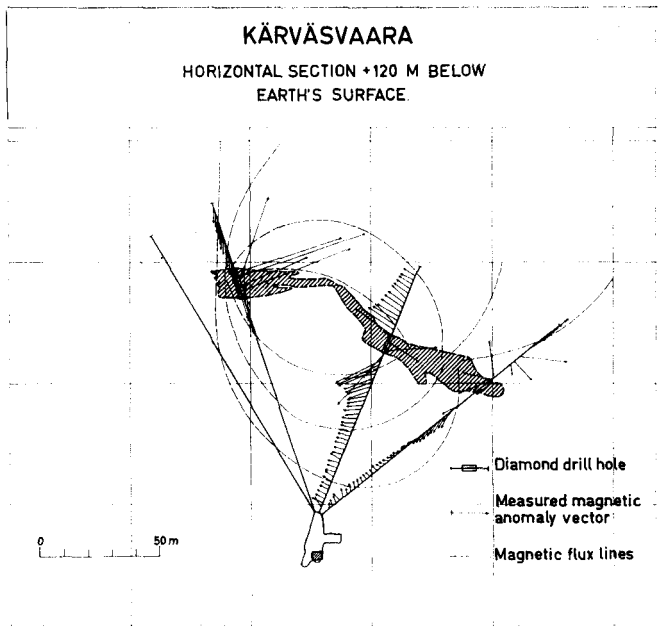 KÄRVÄSVAARA
HORIZONTAL SECTION +120 M BELOW
EARTH'S SURFACE.
Diamond drill hole
Measured magnetic
anomaly vector
Magnetic flux lines
0 50 m